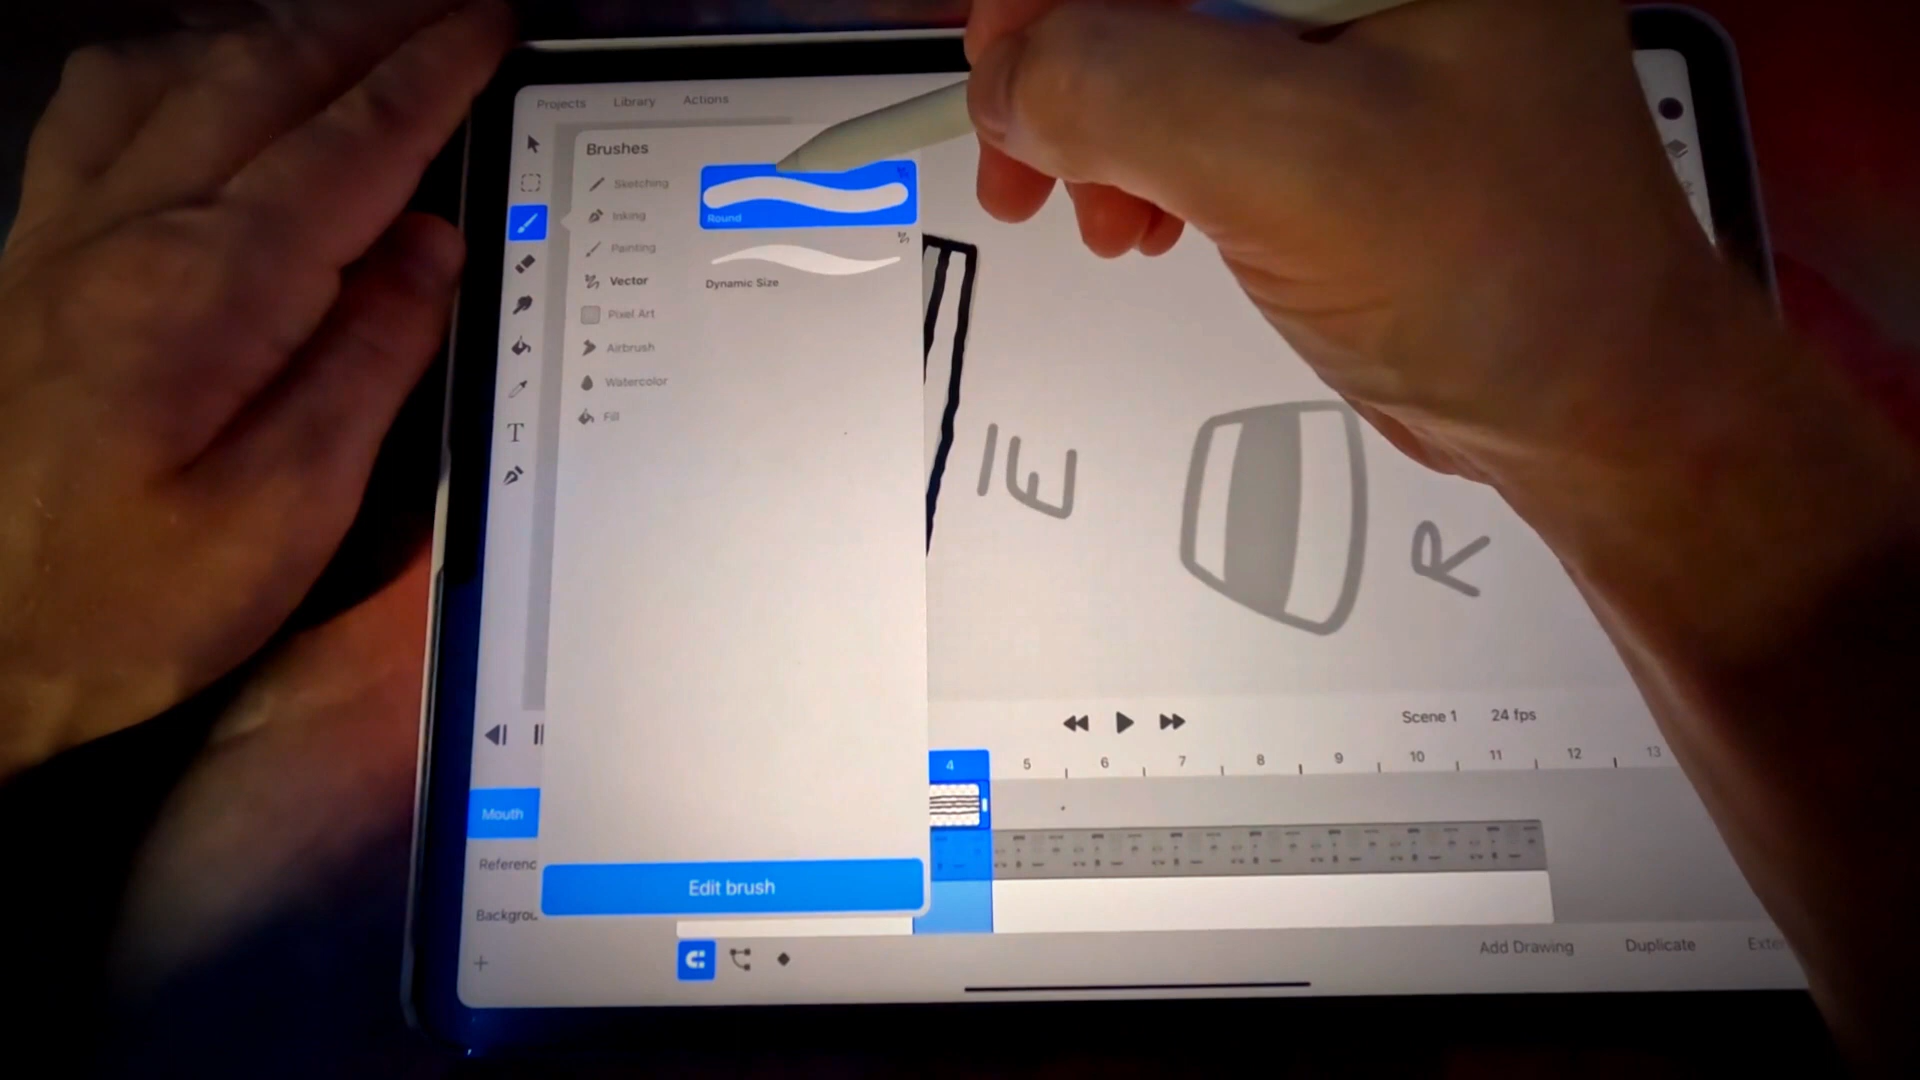 Projects Library Actions
Brushes
Sketching
Inking
Painting
Vector
Pixel Art
Airbrush
Watercolor
Fill
Round
Dynamic Size
T
E
R
Scene 1 24 fps
4 5 6 7 8 9 10 11 12 13
Mouth
Referenc
Backgrou
Edit brush
Add Drawing Duplicate Exte